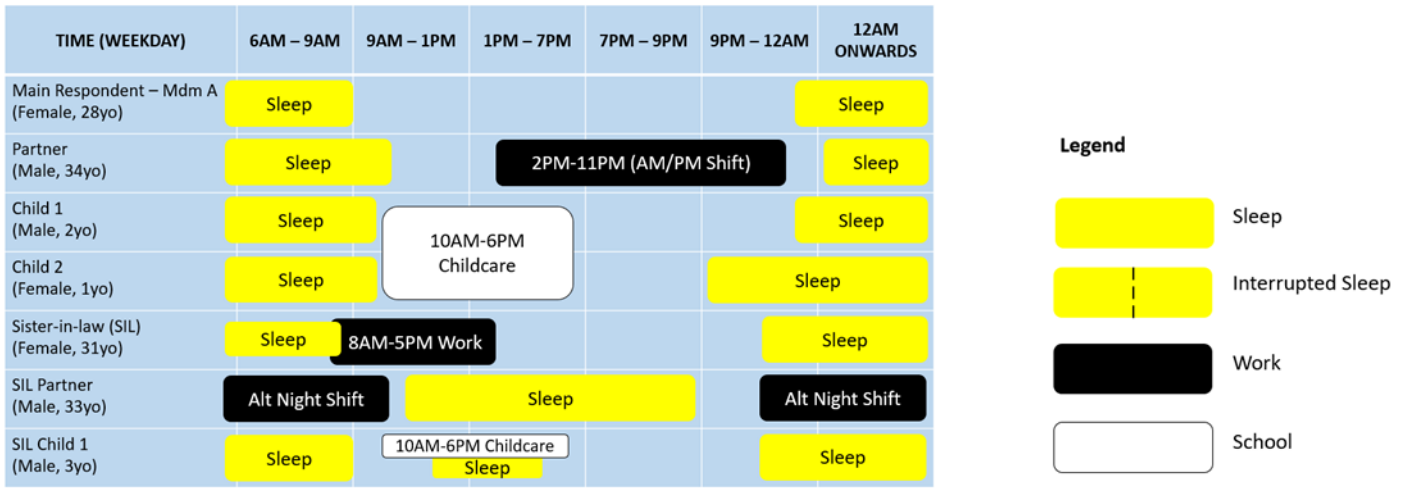 TIME (WEEKDAY) 6AM – 9AM 9AM – 1PM 1PM – 7PM 7PM – 9PM 9PM – 12AM 12AM
ONWARDS
Main Respondent – Mdm A
(Female, 28yo)
Sleep Sleep
Partner
(Male, 34yo)
Sleep 2PM-11PM (AM/PM Shift) Sleep
Child 1
(Male, 2yo)
Sleep Sleep
10AM-6PM
Childcare
Child 2
(Female, 1yo)
Sleep Sleep
Sister-in-law (SIL)
(Female, 31yo)
Sleep 8AM-5PM Work Sleep
SIL Partner
(Male, 33yo)
Alt Night Shift Sleep Alt Night Shift
SIL Child 1
(Male, 3yo)
Sleep 10AM-6PM Childcare Sleep
Sleep
Legend
Sleep
Interrupted Sleep
Work
School